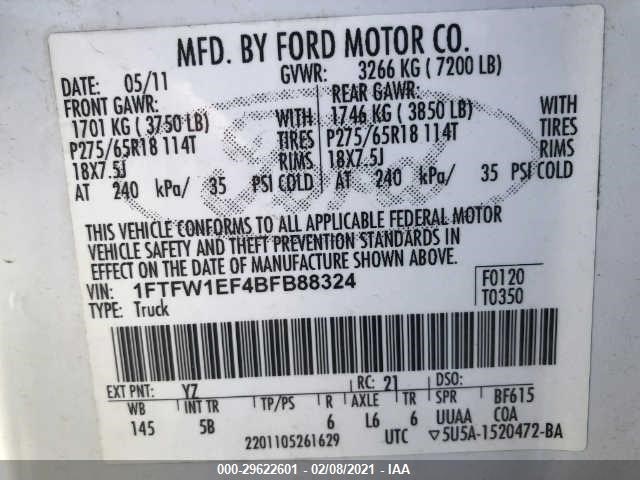 MFD. BY FORD MOTOR CO.
DATE: 05/11 GVWR: 3266 KG ( 7200 LB)
FRONT GAWR: REAR GAWR:
1701 KG ( 3750 LB) WITH 1746 KG ( 3850 LB) WITH
P275/65R18 114T TIRES P275/65R18 114T TIRES
18X7.5J RIMS 18X7.5J RIMS
AT 240 kPa/ 35 PSI COLD AT 240 kPa/ 35 PSI COLD
Ford
THIS VEHICLE CONFORMS TO ALL APPLICABLE FEDERAL MOTOR
VEHICLE SAFETY AND THEFT PREVENTION STANDARDS IN
EFFECT ON THE DATE OF MANUFACTURE SHOWN ABOVE.
VIN: 1FTFW1EF4BFB88324 F0120
TYPE: Truck T0350
EXT PNT: YZ RC: 21 DSO:
WB INT TR TP/PS R AXLE TR SPR BF615
145 5B 6 L6 6 UUAA COA
2201105261629 UTC ▽5U5A-1520472-BA
000-29622601 - 02/08/2021 - IAA